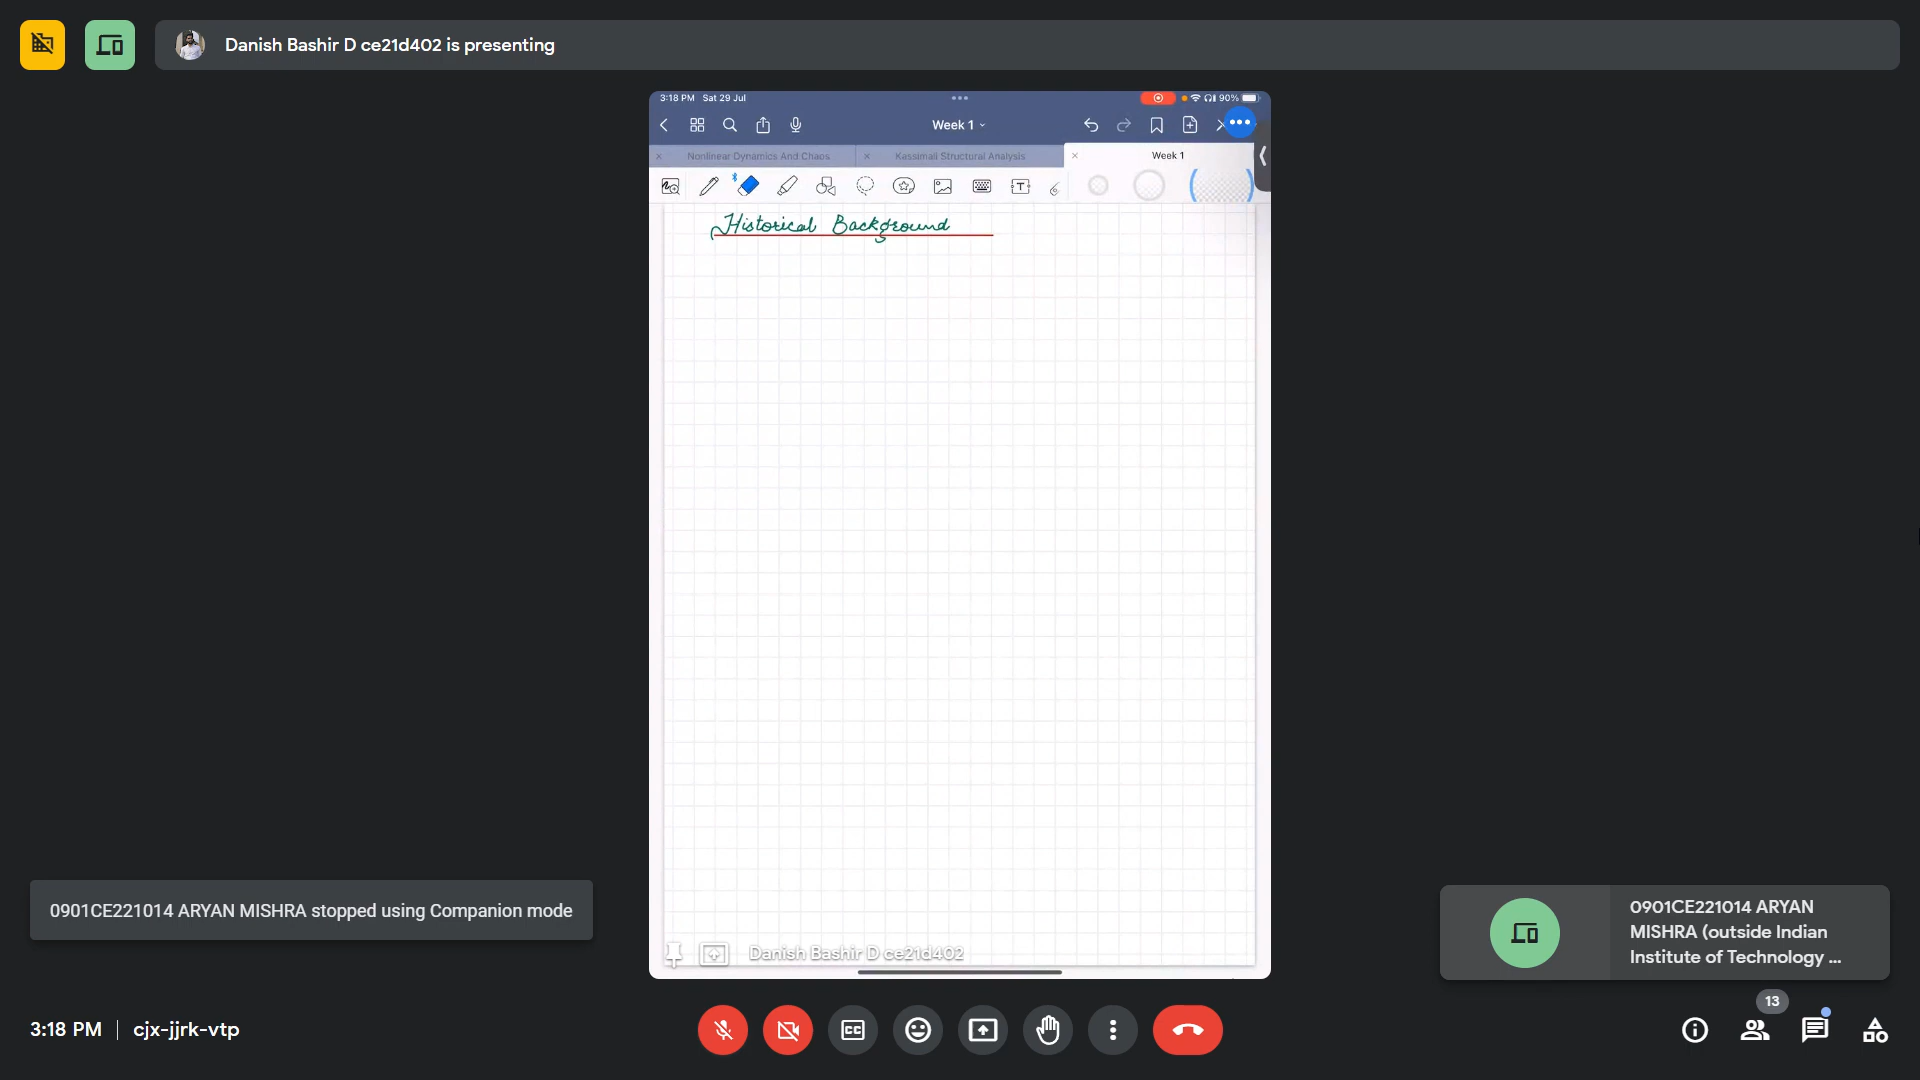 Danish Bashir D ce21d402 is presenting
3:18 PM Sat 29 Jul
90%
Week 1
Nonlinear Dynamics And Chaos
Kassimali Structural Analysis
Week 1
Historical Background
0901CE221014 ARYAN MISHRA stopped using Companion mode
Danish Bashir D ce21d402
0901CE221014 ARYAN
MISHRA (outside Indian
Institute of Technology ...
3:18 PM | cjx-jjrk-vtp
CC
13